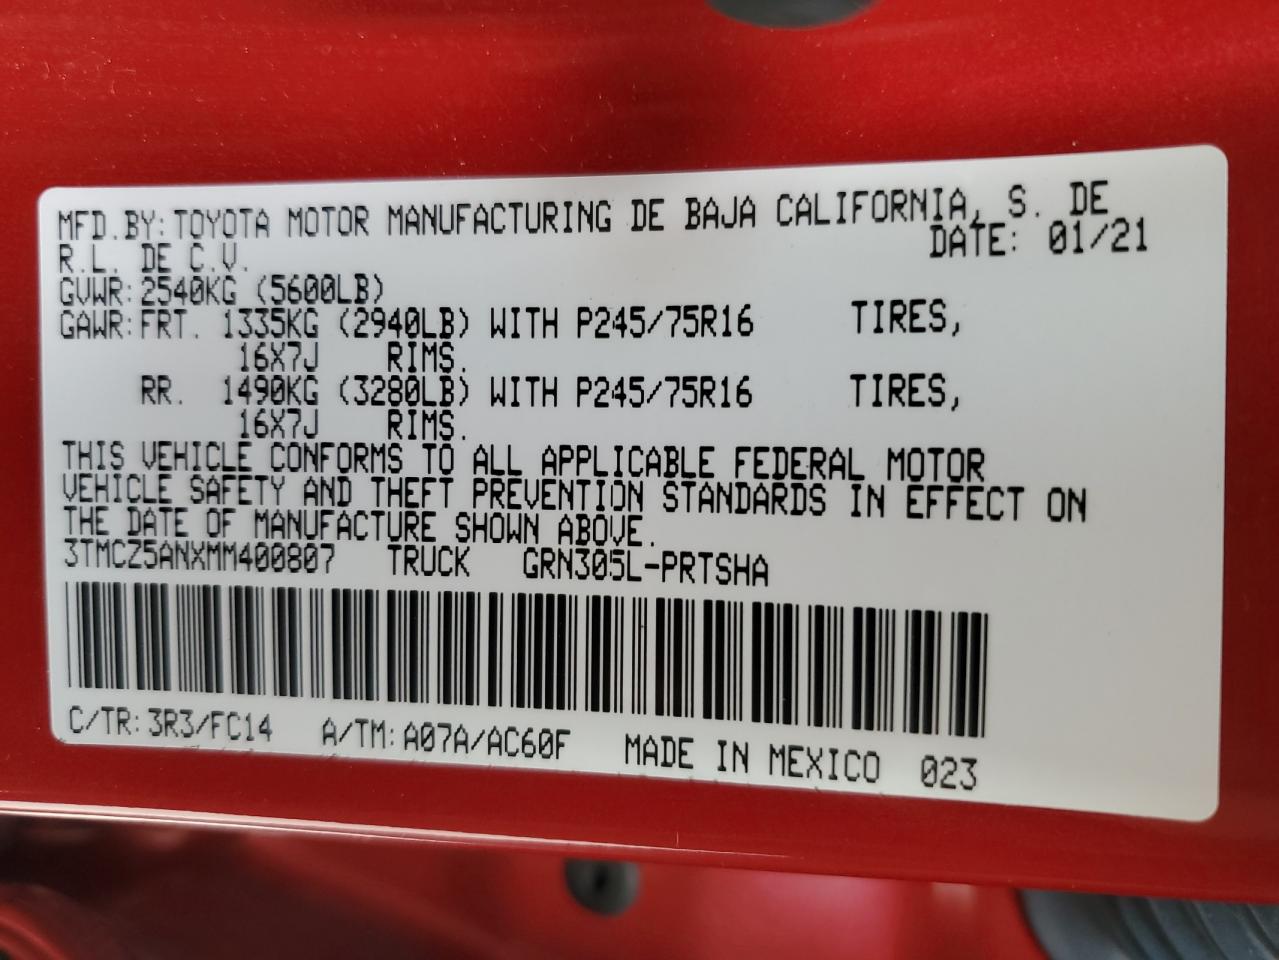 MFD.BY:TOYOTA MOTOR MANUFACTURING DE BAJA CALIFORNIA, S. DE
R.L. DE C.V. DATE: 01/21
GVWR:2540KG (5600LB)
GAWR:FRT. 1335KG (2940LB) WITH P245/75R16 TIRES,
16X7J RIMS.
RR. 1490KG (3280LB) WITH P245/75R16 TIRES,
16X7J RIMS.
THIS VEHICLE CONFORMS TO ALL APPLICABLE FEDERAL MOTOR
VEHICLE SAFETY AND THEFT PREVENTION STANDARDS IN EFFECT ON
THE DATE OF MANUFACTURE SHOWN ABOVE.
3TMCZ5ANXMM400807 TRUCK GRN305L-PRTSHA
C/TR:3R3/FC14 A/TM:A07A/AC60F MADE IN MEXICO 023